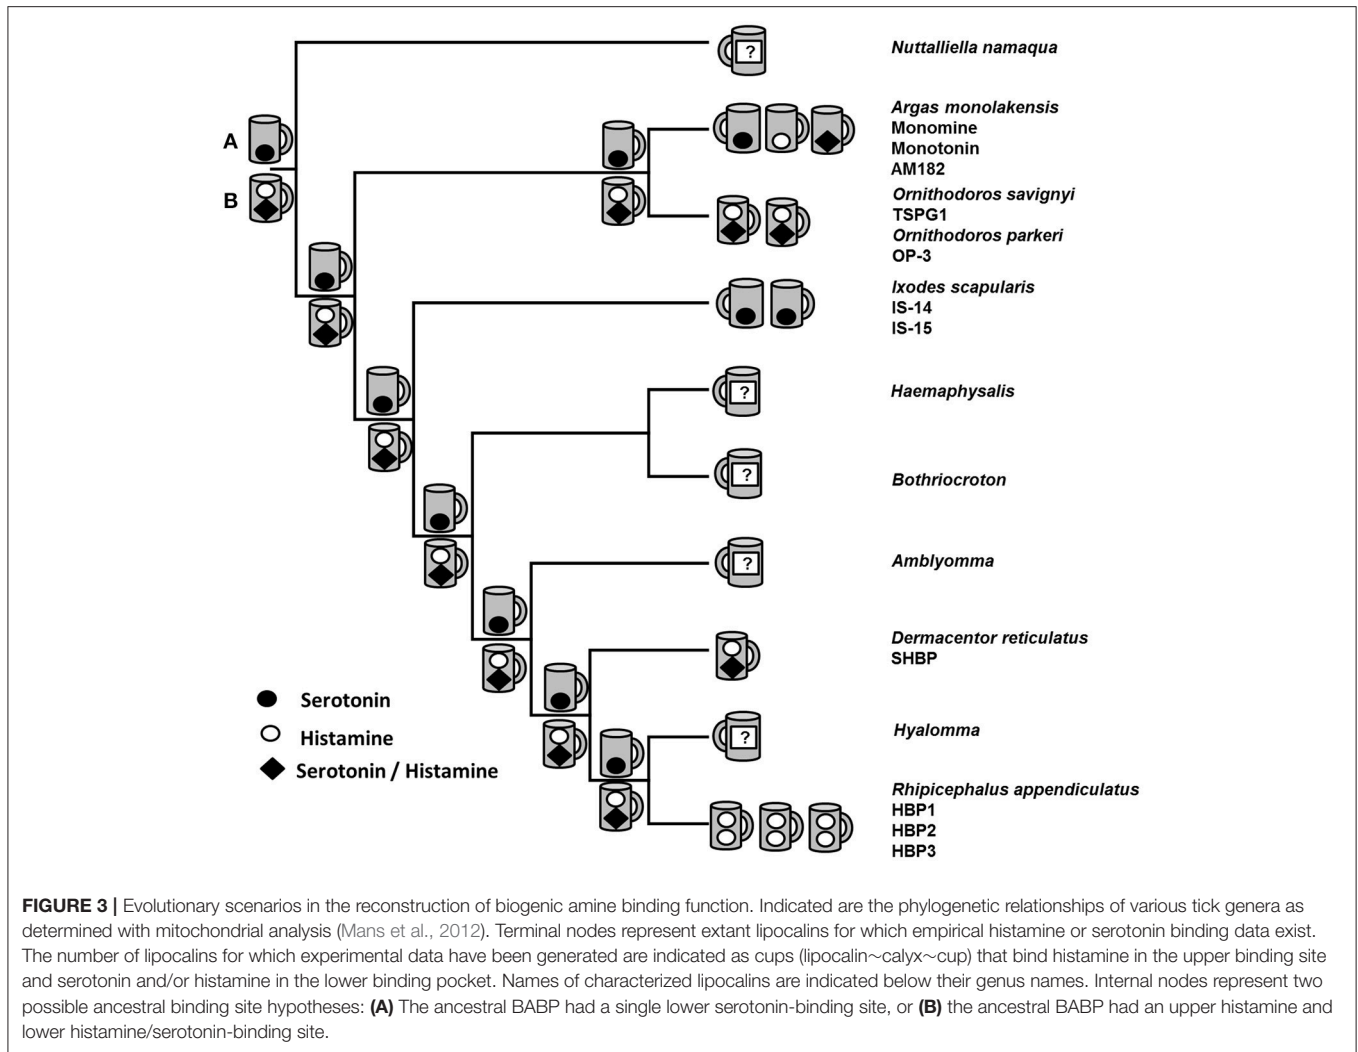 ?
Nuttalliella namaqua
Argas monolakensis
Monomine
Monotonin
AM182
A
B
Ornithodoros savignyi
TSPG1
Ornithodoros parkeri
OP-3
Ixodes scapularis
IS-14
IS-15
?
Haemaphysalis
?
Bothriocroton
?
Amblyomma
Dermacentor reticulatus
SHBP
Serotonin
Histamine
Serotonin / Histamine
?
Hyalomma
Rhipicephalus appendiculatus
HBP1
HBP2
HBP3
FIGURE 3 | Evolutionary scenarios in the reconstruction of biogenic amine binding function. Indicated are the phylogenetic relationships of various tick genera as
determined with mitochondrial analysis (Mans et al., 2012). Terminal nodes represent extant lipocalins for which empirical histamine or serotonin binding data exist.
The number of lipocalins for which experimental data have been generated are indicated as cups (lipocalin~calyx~cup) that bind histamine in the upper binding site
and serotonin and/or histamine in the lower binding pocket. Names of characterized lipocalins are indicated below their genus names. Internal nodes represent two
possible ancestral binding site hypotheses: (A) The ancestral BABP had a single lower serotonin-binding site, or (B) the ancestral BABP had an upper histamine and
lower histamine/serotonin-binding site.